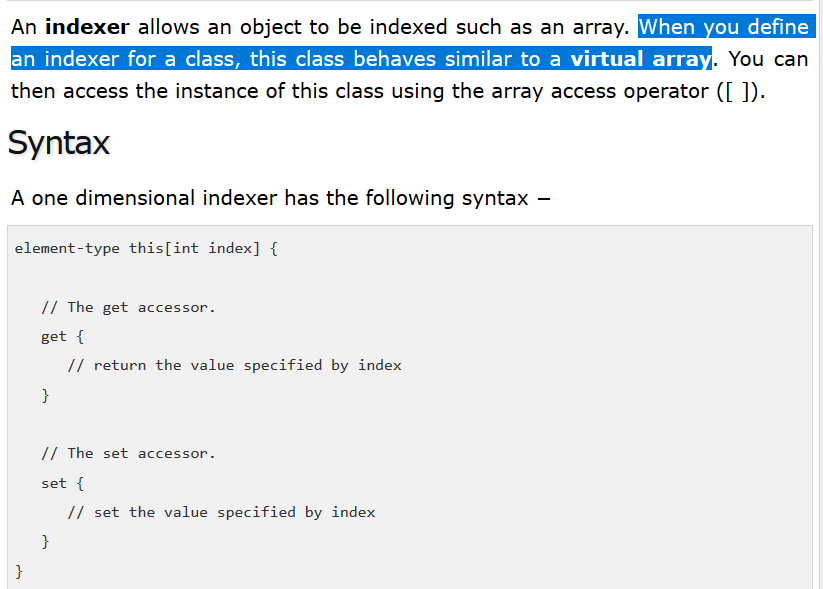 An indexer allows an object to be indexed such as an array. When you define
an indexer for a class, this class behaves similar to a virtual array. You can
then access the instance of this class using the array access operator ([ ]).
Syntax
A one dimensional indexer has the following syntax −
element-type this[int index] {
// The get accessor.
get {
// return the value specified by index
}
// The set accessor.
set {
// set the value specified by index
}
}